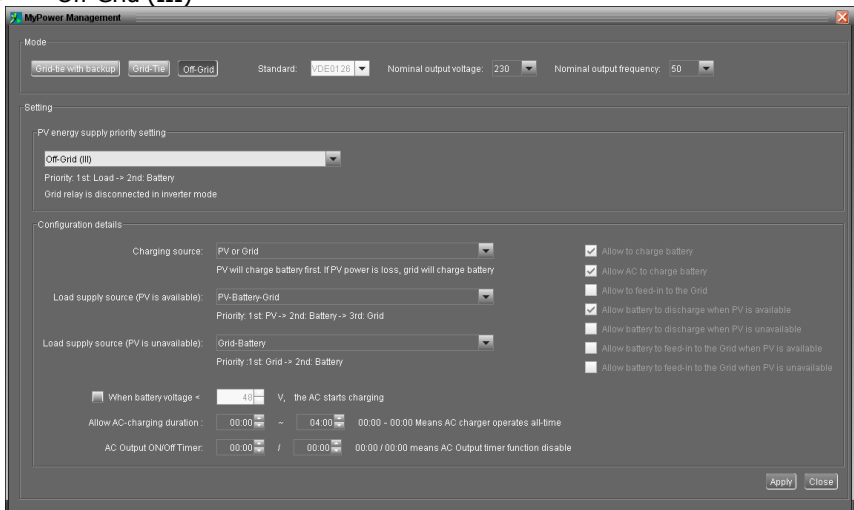 Off-Grid (III)
MyPower Management
Mode
Grid-tie with backup Grid-Tie Off-Grid Standard: VDE0126 Nominal output voltage: 230 Nominal output frequency: 50
Setting
PV energy supply priority setting
Off-Grid (III)
Priority: 1st: Load -> 2nd: Battery
Grid relay is disconnected in inverter mode
Configuration details
Charging source: PV or Grid
PV will charge battery first. If PV power is loss, grid will charge battery
Load supply source (PV is available): PV-Battery-Grid
Priority: 1st: PV -> 2nd: Battery -> 3rd: Grid
Load supply source (PV is unavailable): Grid-Battery
Priority :1st: Grid -> 2nd: Battery
Allow to charge battery
Allow AC to charge battery
Allow to feed-in to the Grid
Allow battery to discharge when PV is available
Allow battery to discharge when PV is unavailable
Allow battery to feed-in to the Grid when PV is available
Allow battery to feed-in to the Grid when PV is unavailable
When battery voltage < 48 V, the AC starts charging
Allow AC-charging duration : 00:00 ~ 04:00 00:00 - 00:00 Means AC charger operates all-time
AC Output ON/Off Timer: 00:00 / 00:00 00:00 / 00:00 means AC Output timer function disable
Apply Close